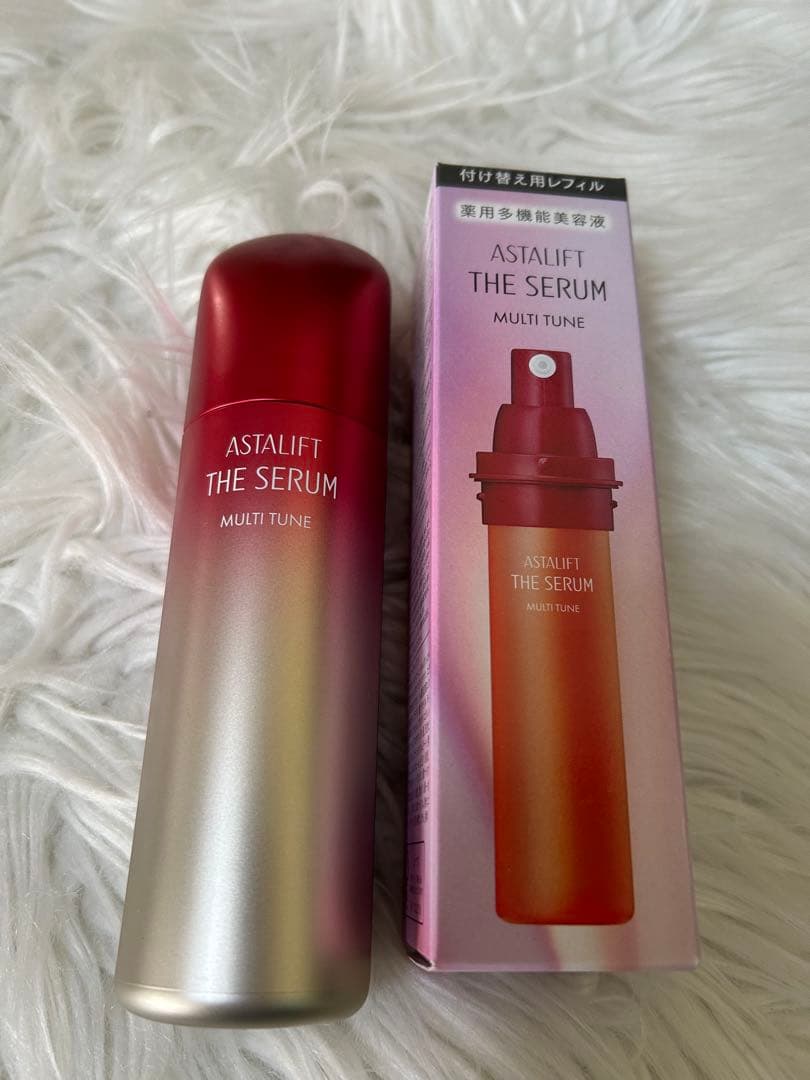 ASTALIFT
THE SERUM
MULTI TUNE
付け替え用レフィル
薬用多機能美容液
ASTALIFT
THE SERUM
MULTI TUNE
ASTALIFT
THE SERUM
MULTI TUNE